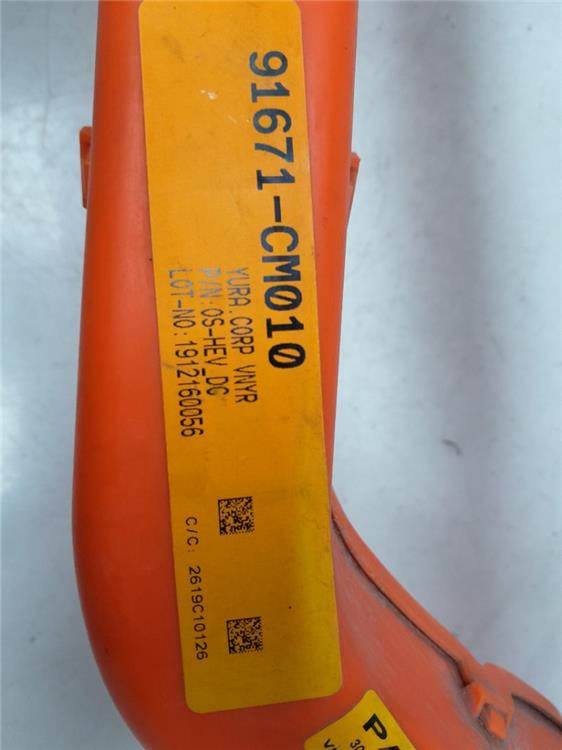 91671-CM010
YURA.CORP VNYR
P/N:OS-HEV_DC
LOT-NO:1912160056
C/C: 2619C10126